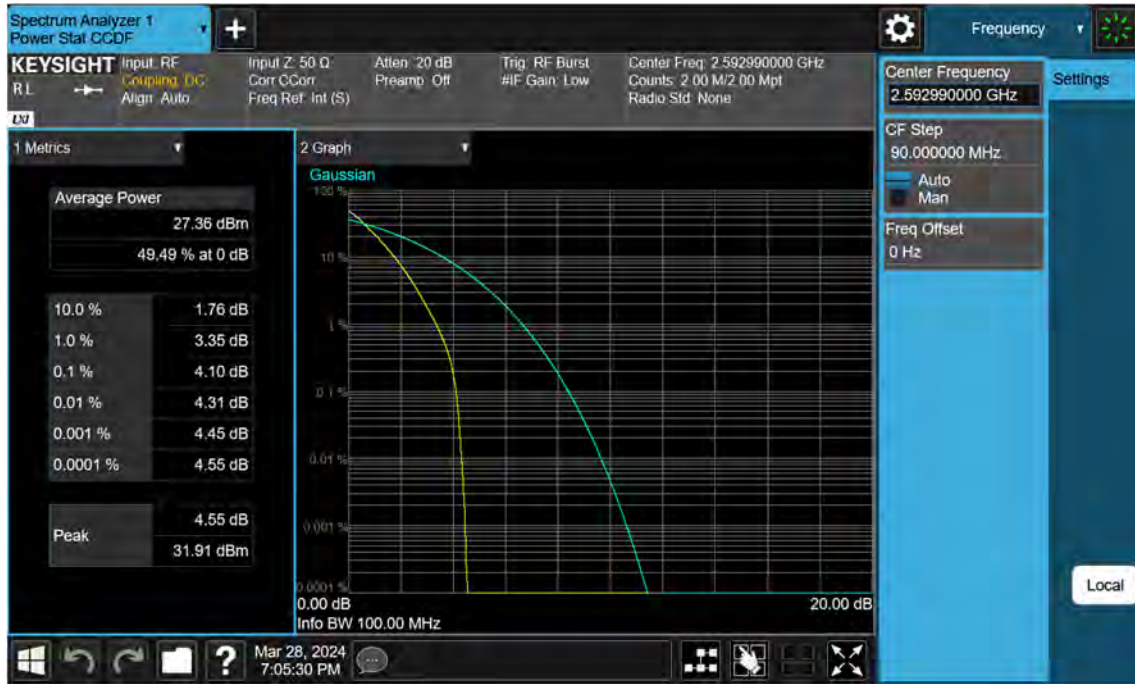 Spectrum Analyzer 1
Power Stat CCDF
+
Frequency
KEYSIGHT
RL
LXI
Input: RF
Coupling: DC
Align: Auto
Input Z: 50 Ω
Corr CCorr
Freq Ref: Int (S)
Atten: 20 dB
Preamp: Off
Trig: RF Burst
#IF Gain: Low
Center Freq: 2.592990000 GHz
Counts: 2.00 M/2.00 Mpt
Radio Std: None
Center Frequency
2.592990000 GHz
Settings
CF Step
90.000000 MHz
Auto
Man
Freq Offset
0 Hz
1 Metrics
Average Power
27.36 dBm
49.49 % at 0 dB
10.0 % 1.76 dB
1.0 % 3.35 dB
0.1 % 4.10 dB
0.01 % 4.31 dB
0.001 % 4.45 dB
0.0001 % 4.55 dB
Peak
4.55 dB
31.91 dBm
2 Graph
Gaussian
100 %
10 %
1 %
0.1 %
0.01 %
0.001 %
0.0001 %
0.00 dB 20.00 dB
Info BW 100.00 MHz
Local
?
Mar 28, 2024
7:05:30 PM